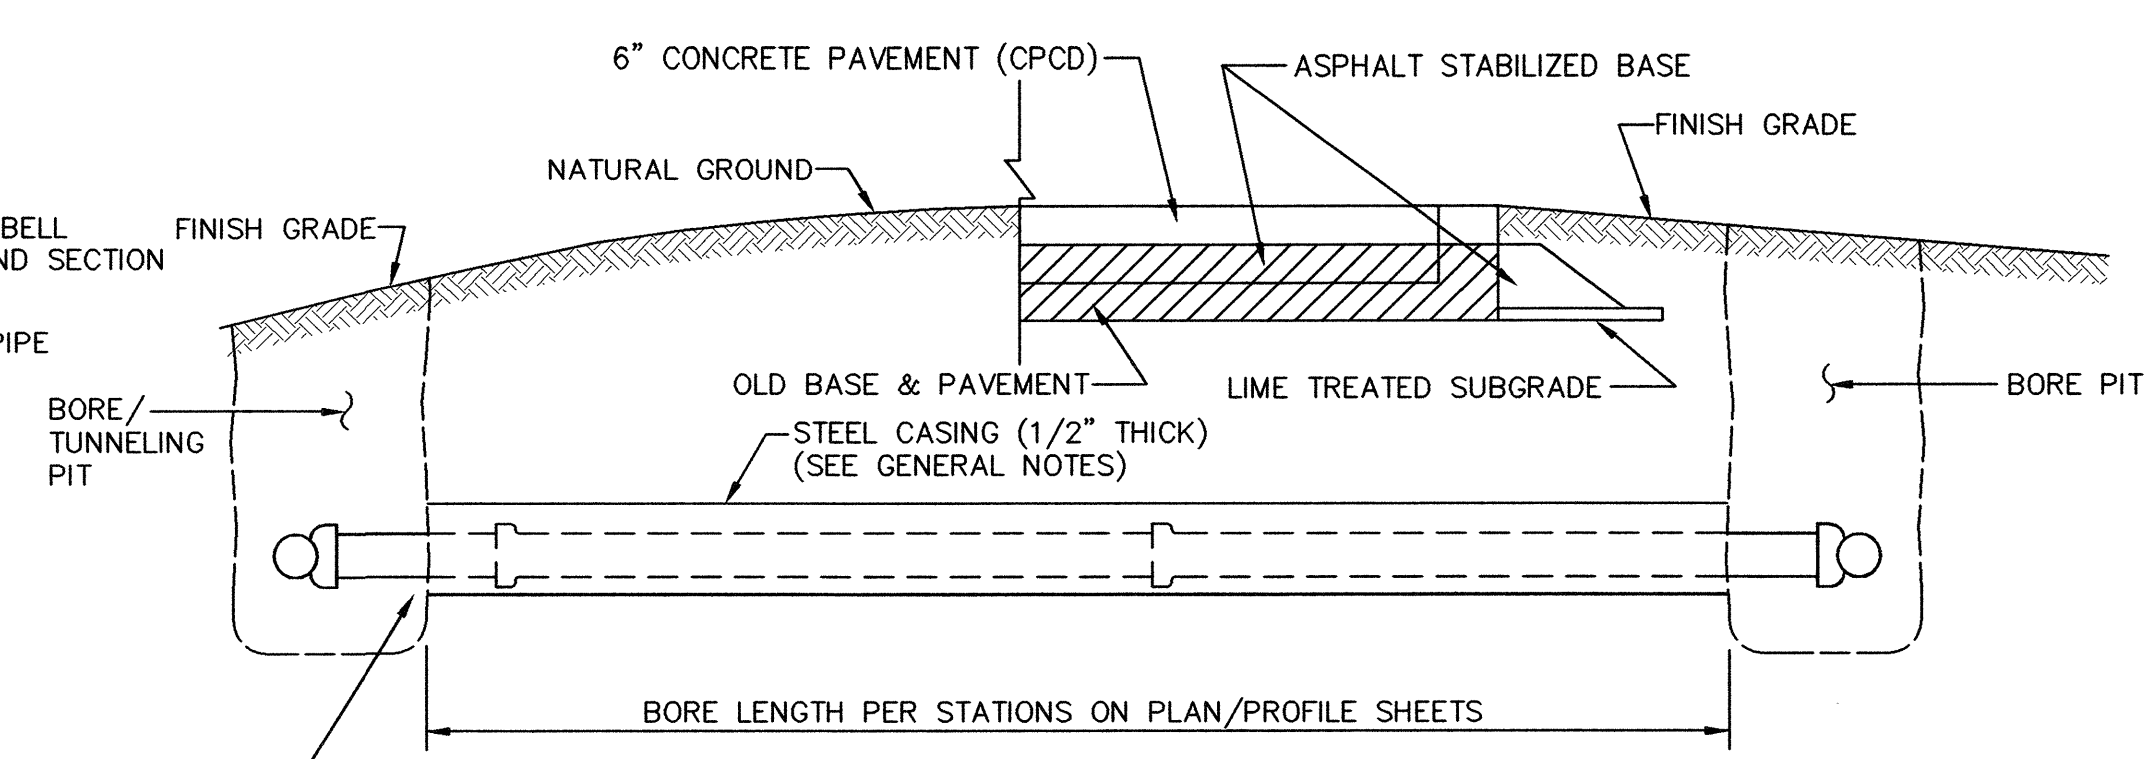 6" CONCRETE PAVEMENT (CPCD)
ASPHALT STABILIZED BASE
FINISH GRADE
NATURAL GROUND
BELL
ND SECTION
FINISH GRADE
PIPE
OLD BASE & PAVEMENT
LIME TREATED SUBGRADE
BORE PIT
BORE/
TUNNELING
PIT
STEEL CASING (1/2" THICK)
(SEE GENERAL NOTES)
BORE LENGTH PER STATIONS ON PLAN/PROFILE SHEETS